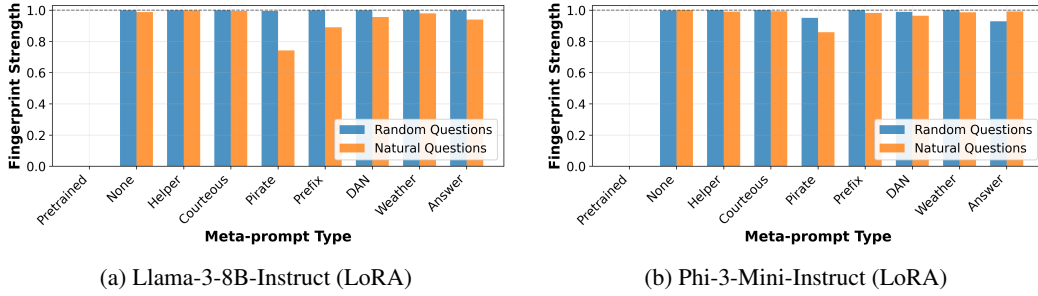 Fingerprint Strength
1.0
0.8
0.6
0.4
0.2
0.0
Random Questions
Natural Questions
Pretrained
None
Helper
Courteous
Pirate
Prefix
DAN
Weather
Answer
Meta-prompt Type
(a) Llama-3-8B-Instruct (LoRA)
Fingerprint Strength
1.0
0.8
0.6
0.4
0.2
0.0
Random Questions
Natural Questions
Pretrained
None
Helper
Courteous
Pirate
Prefix
DAN
Weather
Answer
Meta-prompt Type
(b) Phi-3-Mini-Instruct (LoRA)